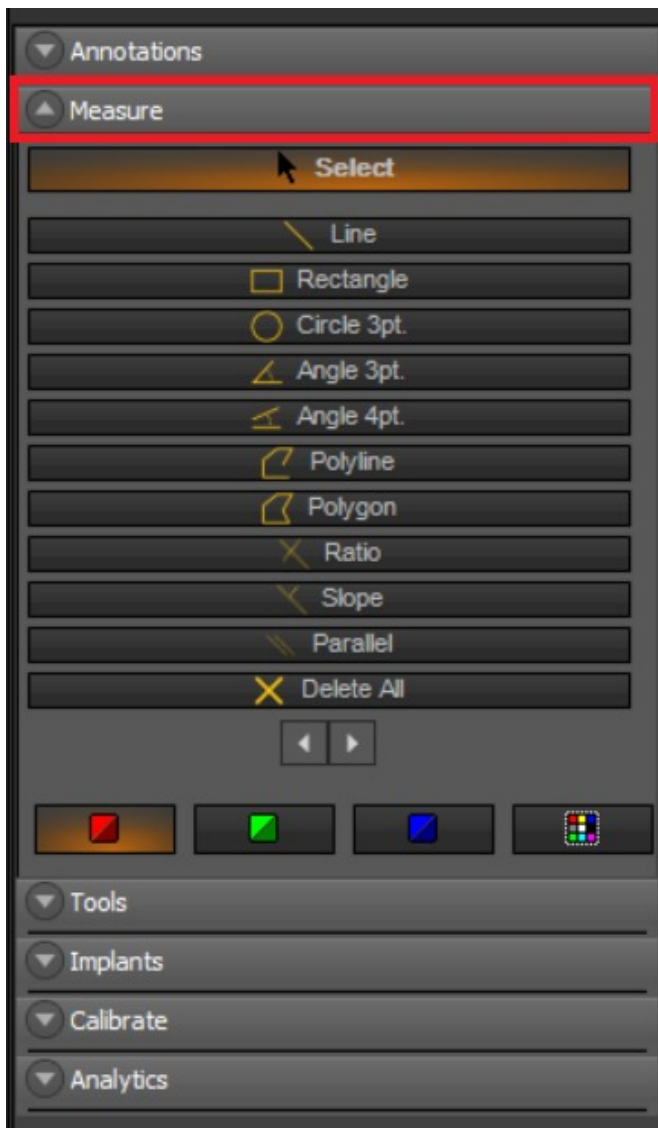 Annotations
Measure
Select
Line
Rectangle
Circle 3pt.
Angle 3pt.
Angle 4pt.
Polyline
Polygon
Ratio
Slope
Parallel
Delete All
Tools
Implants
Calibrate
Analytics